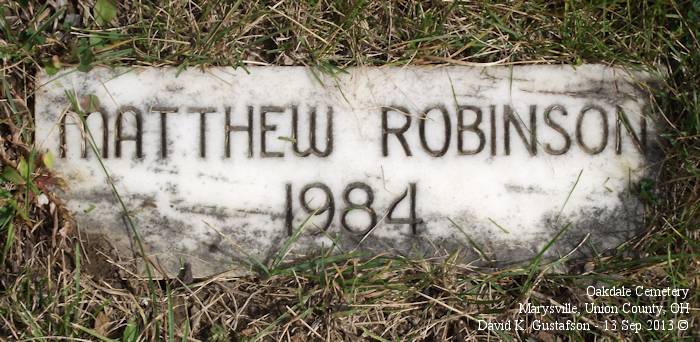 MATTHEW ROBINSON
1984
Oakdale Cemetery
Marysville, Union County, OH
David K. Gustafson - 13 Sep 2013 ©